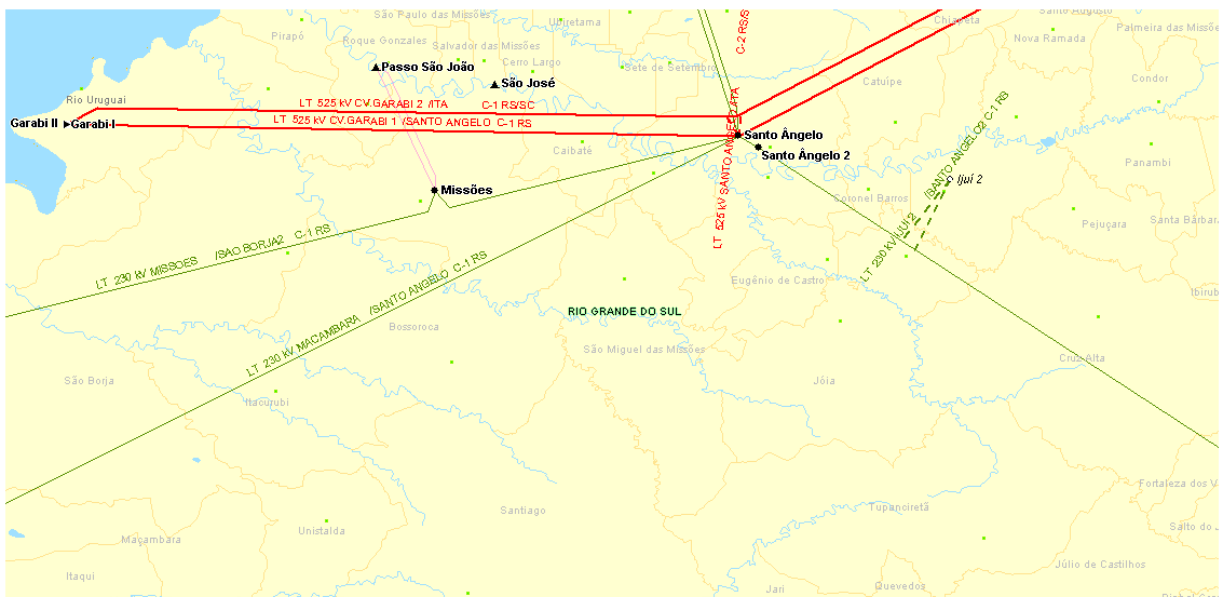 São Paulo das Missões
Ubiretama
Chiapeta
Santo Augusto
Palmeira das Missões
Pirapó
Roque Gonzales
Salvador das Missões
C-2 RS/S
Nova Ramada
Passo São João
Cerro Largo
Sete de Setembro
Catuípe
Condor
São José
Rio Uruguai
LT 525 kV CV.GARABI 2 /ITA C-1 RS/SC
Garabi II
Garabi-I
LT 525 kV CV.GARABI 1 /SANTO ANGELO C-1 RS
Santo Ângelo
Caibaté
Santo Ângelo 2
Panambi
LT 525 kV SANTO ANGELO/ITA
Missões
Coronel Barros
Ijuí 2
LT 230 kV IJUI 2 /SANTO ANGELO2 C-1 RS
Pejuçara
Santa Bárbar
LT 230 kV MISSOES /SAO BORJA2 C-1 RS
LT 230 kV MACAMBARA /SANTO ANGELO C-1 RS
Eugênio de Castro
Ibirub
RIO GRANDE DO SUL
Bossoroca
São Miguel das Missões
Cruz Alta
São Borja
Jóia
Itacurubi
Fortaleza dos V
Santiago
Tupanciretã
Unistalda
Salto do J
Maçambara
Itaqui
Júlio de Castilhos
Jari
Quevedos